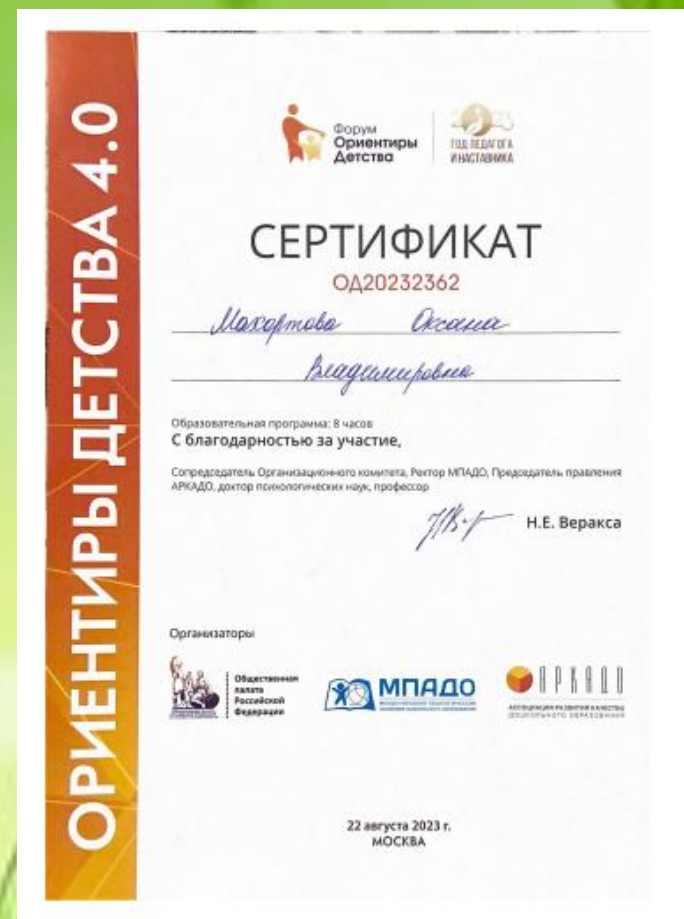 ОРИЕНТИРЫ ДЕТСТВА 4.0
Форум
Ориентиры
Детства
2023
ГОД ПЕДАГОГА
И НАСТАВНИКА
СЕРТИФИКАТ
ОД20232362
Махортова Оксана
Владимировна
Образовательная программа: 8 часов
С благодарностью за участие,
Сопредседатель Организационного комитета, Ректор МПАДО, Председатель правления
АРКАДО, доктор психологических наук, профессор
Н.Е. Веракса
Организаторы
Общественная
палата
Российской
Федерации
МПАДО
АРКАДО
АССОЦИАЦИЯ РАЗВИТИЯ КАЧЕСТВА
ДОШКОЛЬНОГО ОБРАЗОВАНИЯ
22 августа 2023 г.
МОСКВА